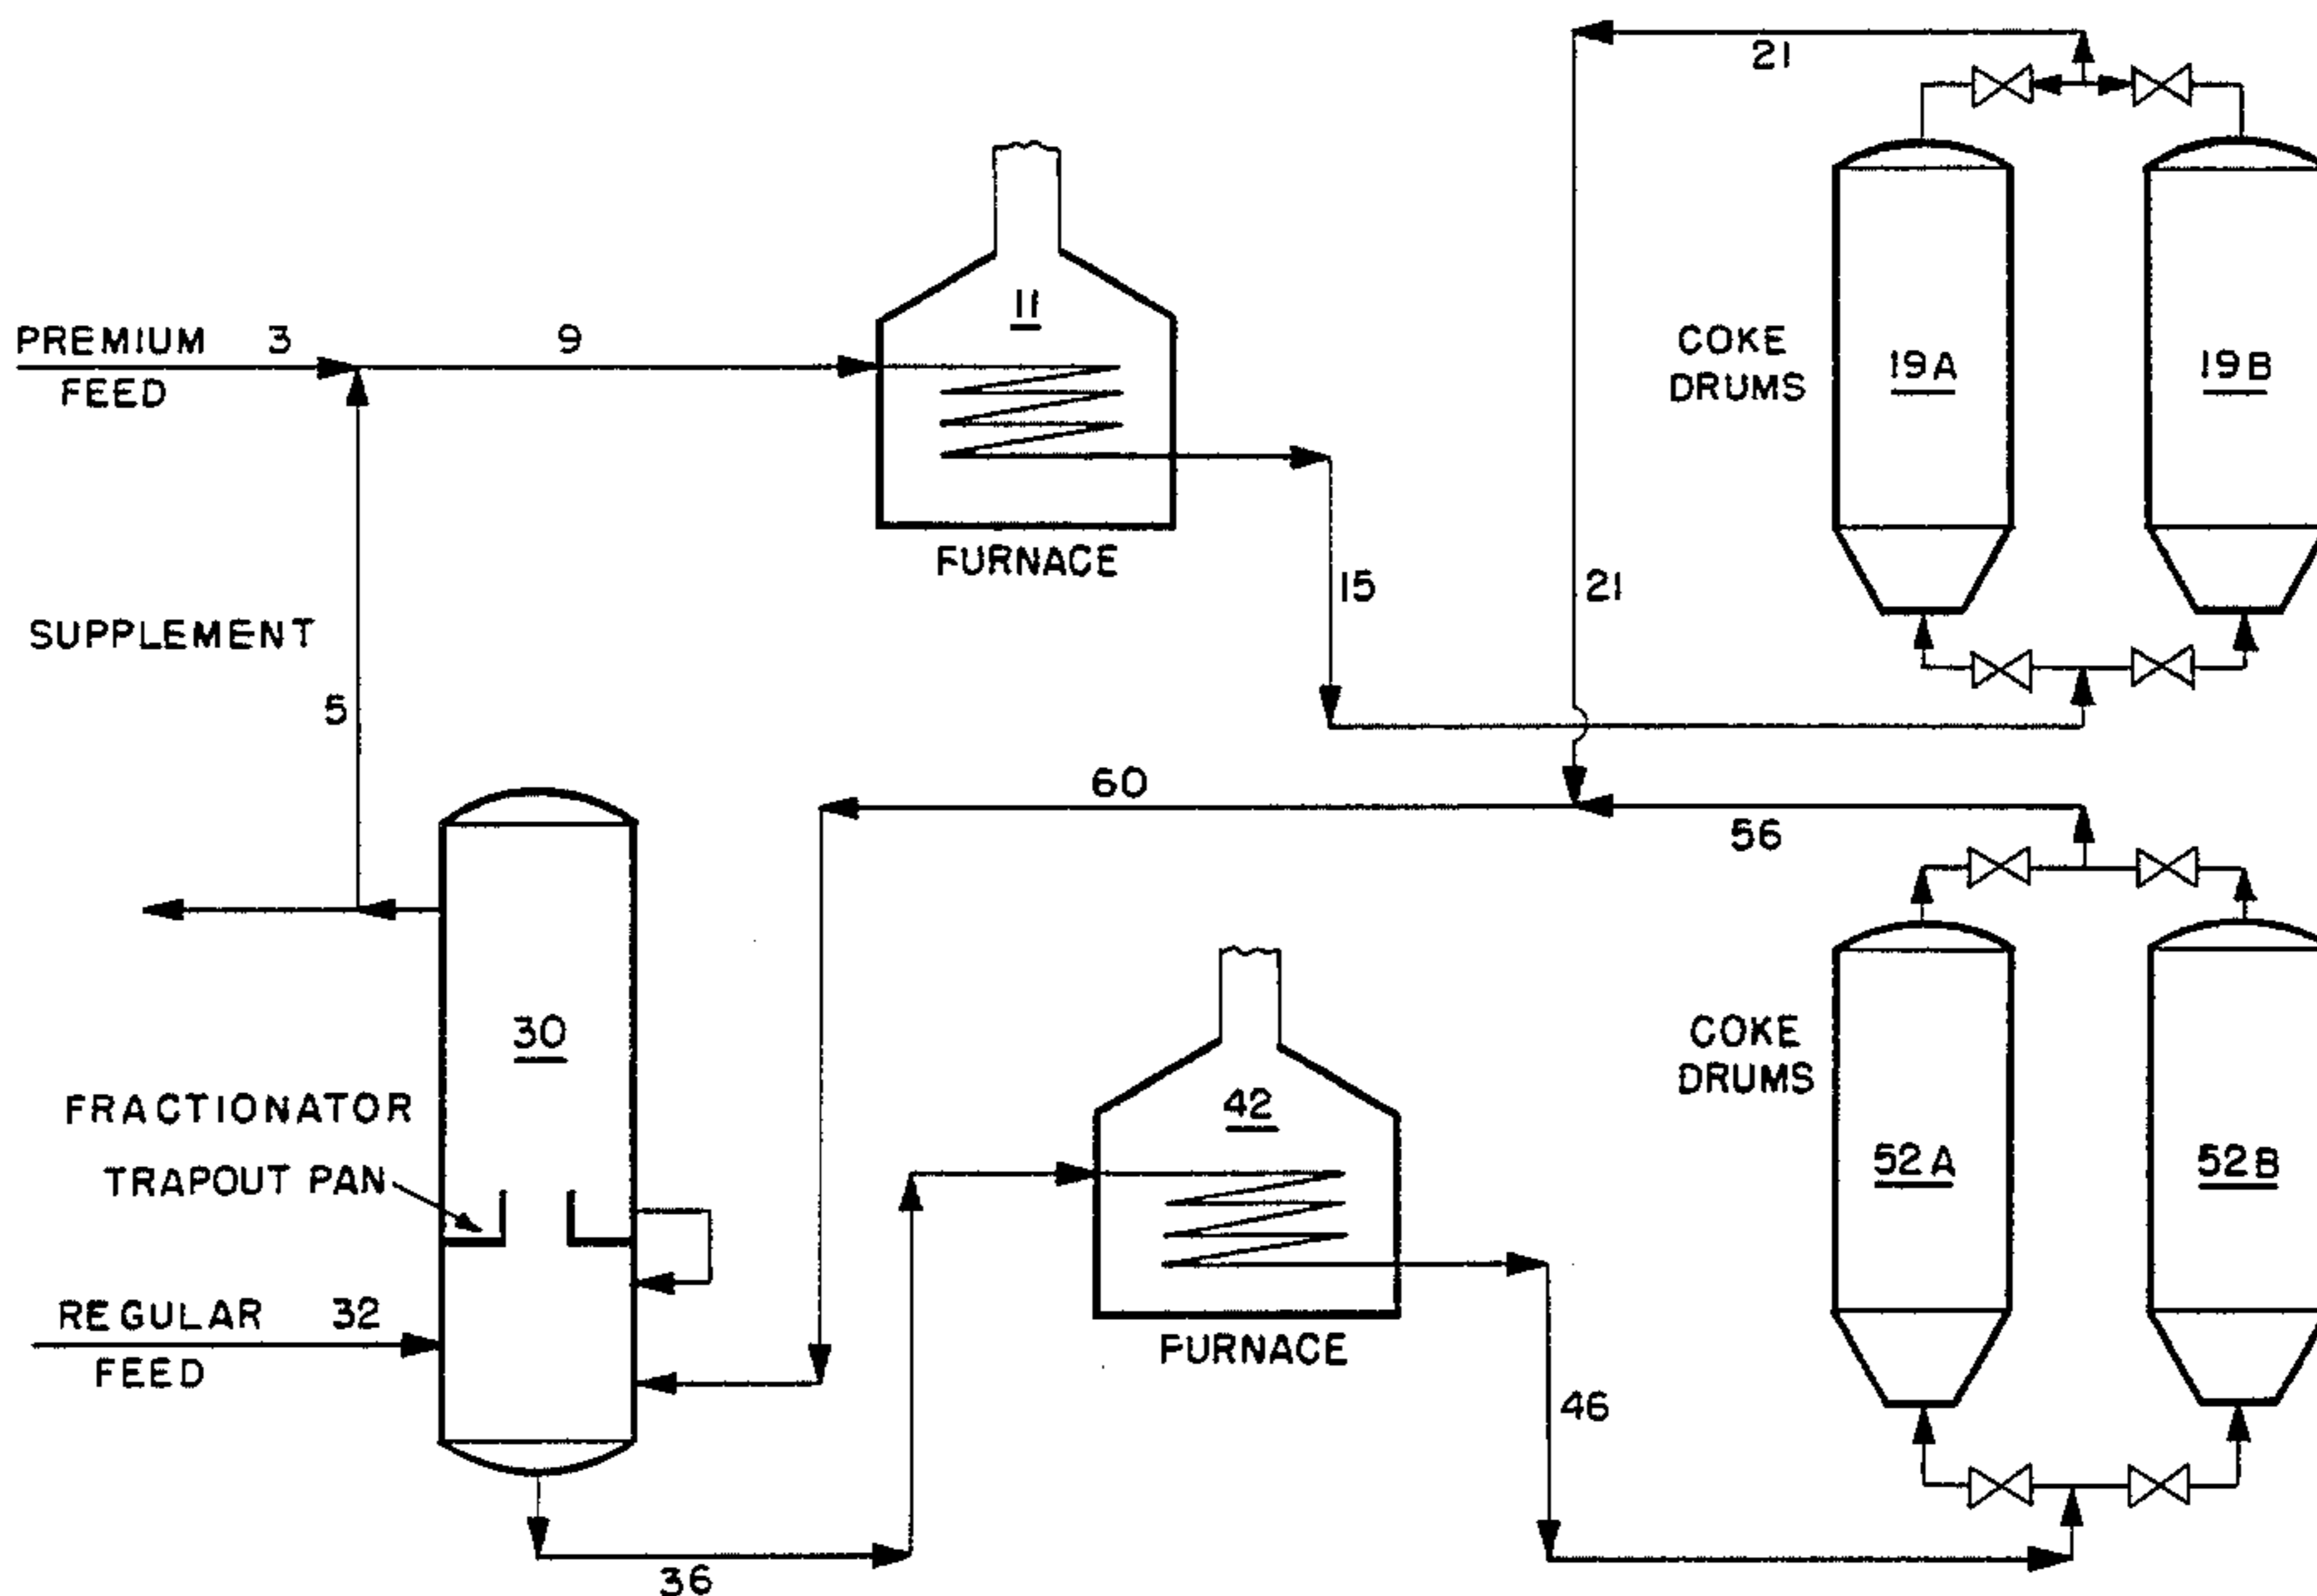 21
PREMIUM 3
FEED
9
11
FURNACE
15
21
COKE
DRUMS
19A
19B
SUPPLEMENT
5
60
56
30
FRACTIONATOR
TRAPOUT PAN
42
FURNACE
COKE
DRUMS
52A
52B
REGULAR 32
FEED
46
36